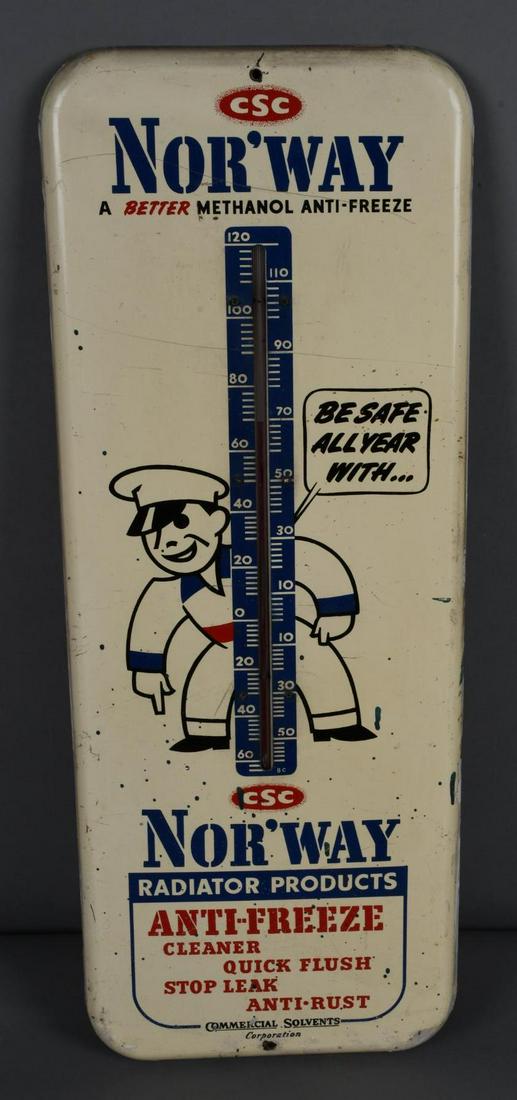 CSC
NOR'WAY
A BETTER METHANOL ANTI-FREEZE
120
110
100
90
80
70
60
50
40
30
20
10
0
10
20
30
40
50
60
BC
BE SAFE
ALL YEAR
WITH...
CSC
NOR'WAY
RADIATOR PRODUCTS
ANTI-FREEZE
CLEANER
QUICK FLUSH
STOP LEAK
ANTI-RUST
COMMERCIAL SOLVENTS
Corporation